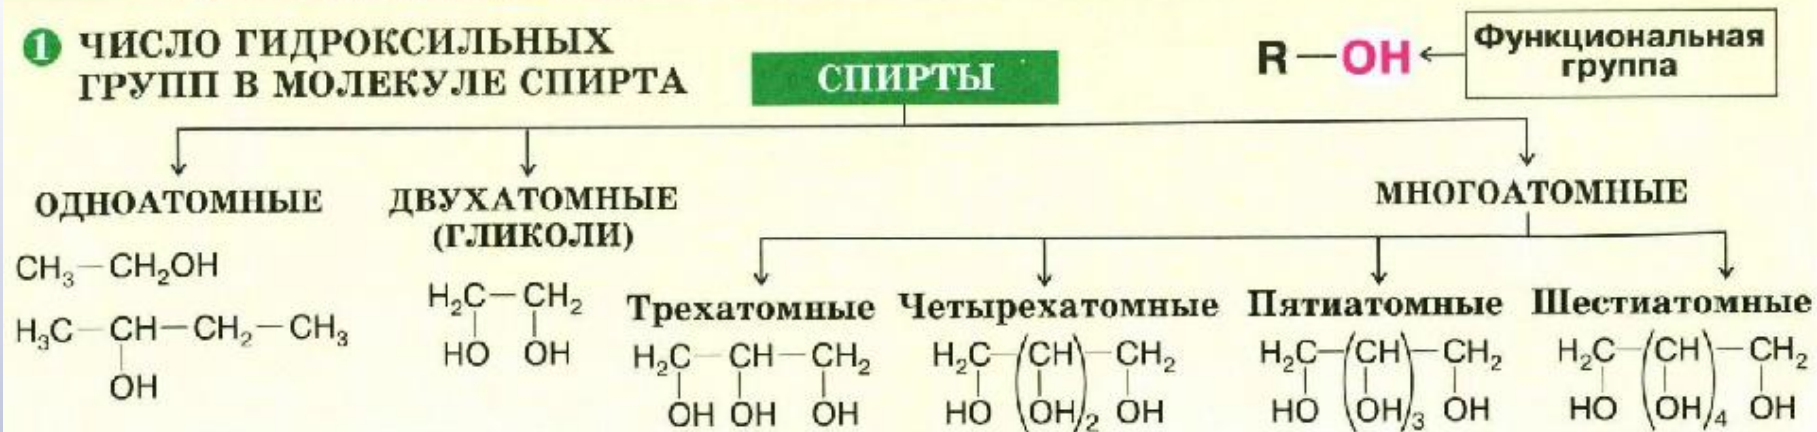 1 ЧИСЛО ГИДРОКСИЛЬНЫХ
ГРУПП В МОЛЕКУЛЕ СПИРТА
СПИРТЫ
R—OH
Функциональная
группа
ОДНОАТОМНЫЕ
CH₃—CH₂OH
H₃C—CH—CH₂—CH₃
OH
ДВУХАТОМНЫЕ
(ГЛИКОЛИ)
H₂C—CH₂
HO OH
МНОГОАТОМНЫЕ
Трехатомные
H₂C—CH—CH₂
OH OH OH
Четырехатомные
H₂C—(CH)—CH₂
HO (OH)₂ OH
Пятиатомные
H₂C—(CH)—CH₂
HO (OH)₃ OH
Шестиатомные
H₂C—(CH)—CH₂
HO (OH)₄ OH